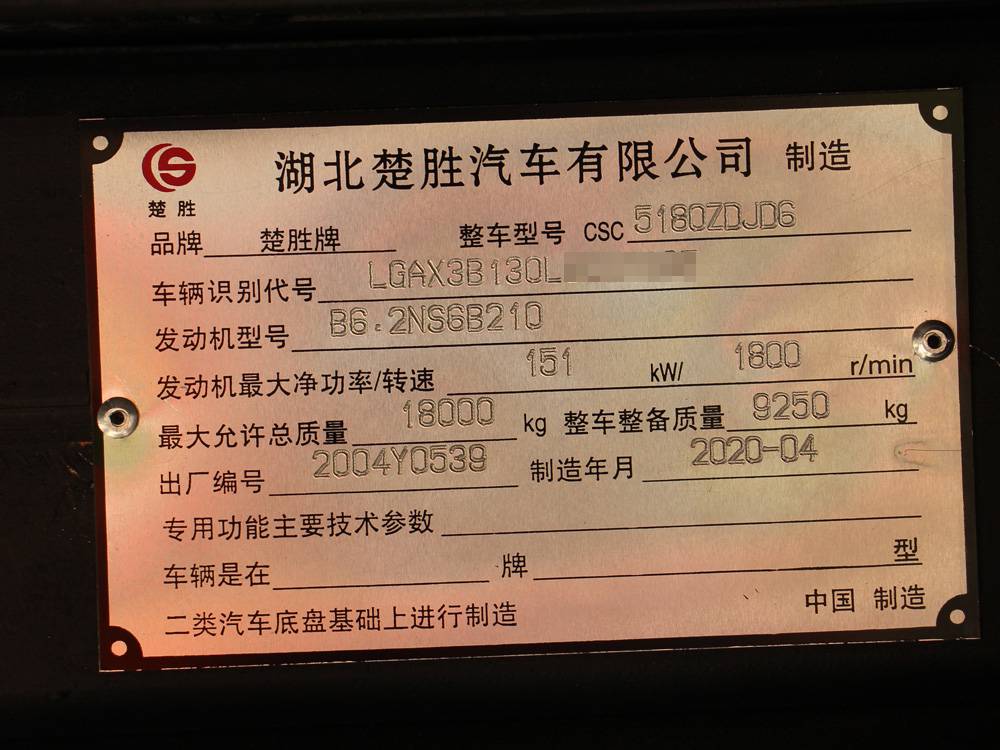 湖北楚胜汽车有限公司 制造
楚胜
品牌 楚胜牌 整车型号 CSC 5180ZDJD6
车辆识别代号 LGAX3B130L
发动机型号 B6.2NS6B210
发动机最大净功率/转速 151 kW/ 1800 r/min
最大允许总质量 18000 kg 整车整备质量 9250 kg
出厂编号 2004Y0539 制造年月 2020-04
专用功能主要技术参数
车辆是在 牌 型
二类汽车底盘基础上进行制造 中国 制造